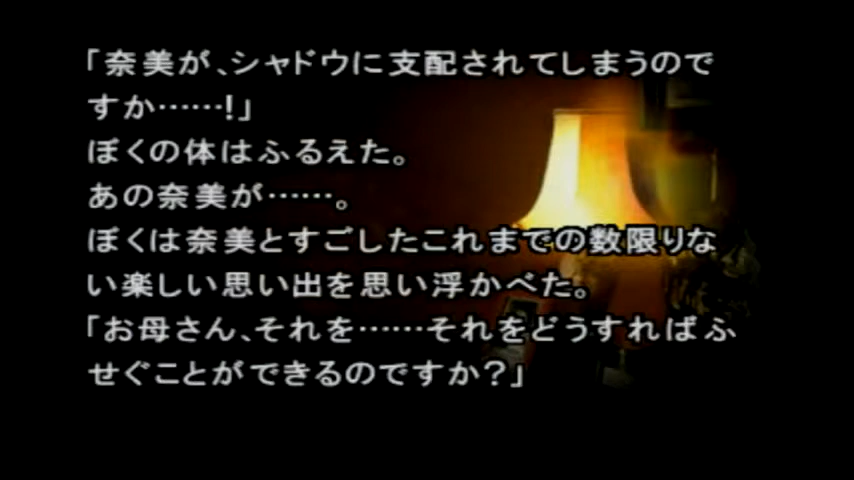 「奈美が、シャドウに支配されてしまうので
すか……!」
ぼくの体はふるえた。
あの奈美が……。
ぼくは奈美とすごしたこれまでの数限りな
い楽しい思い出を思い浮かべた。
「お母さん、それを……それをどうすればふ
せぐことができるのですか?」